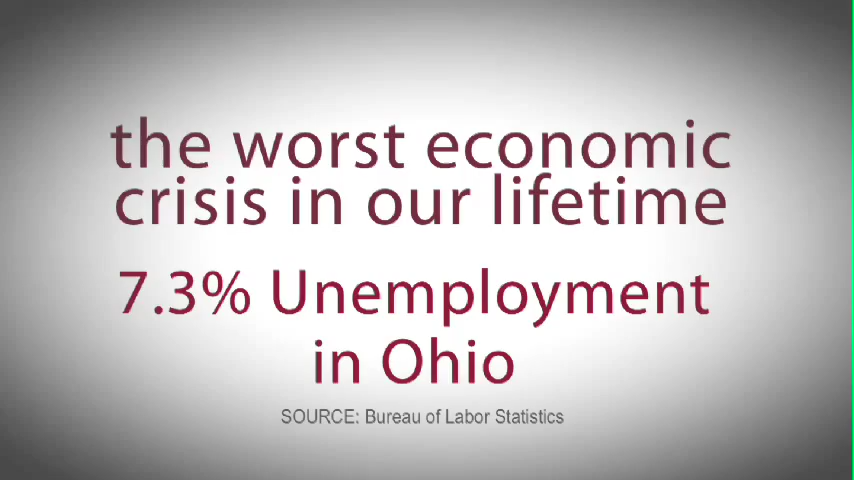 the worst economic
crisis in our lifetime
7.3% Unemployment
in Ohio
SOURCE: Bureau of Labor Statistics